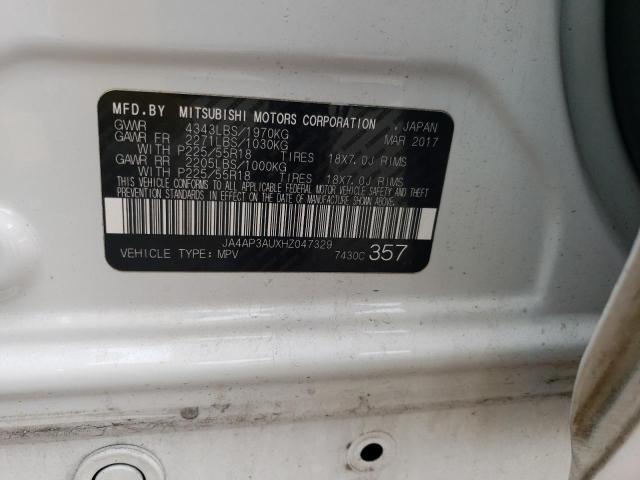 MFD.BY MITSUBISHI MOTORS CORPORATION , JAPAN
GVWR 4343LBS/1970KG MAR 2017
GAWR FR 2271LBS/1030KG
WITH P225/55R18 TIRES 18X7.0J RIMS
GAWR RR 2205LBS/1000KG
WITH P225/55R18 TIRES 18X7.0J RIMS
THIS VEHICLE CONFORMS TO ALL APPLICABLE FEDERAL MOTOR VEHICLE SAFETY AND THEFT
PREVENTION STANDARDS IN EFFECT ON THE DATE OF MANUFACTURE SHOWN ABOVE.
JA4AP3AUXHZ047329
VEHICLE TYPE: MPV 7430C 357